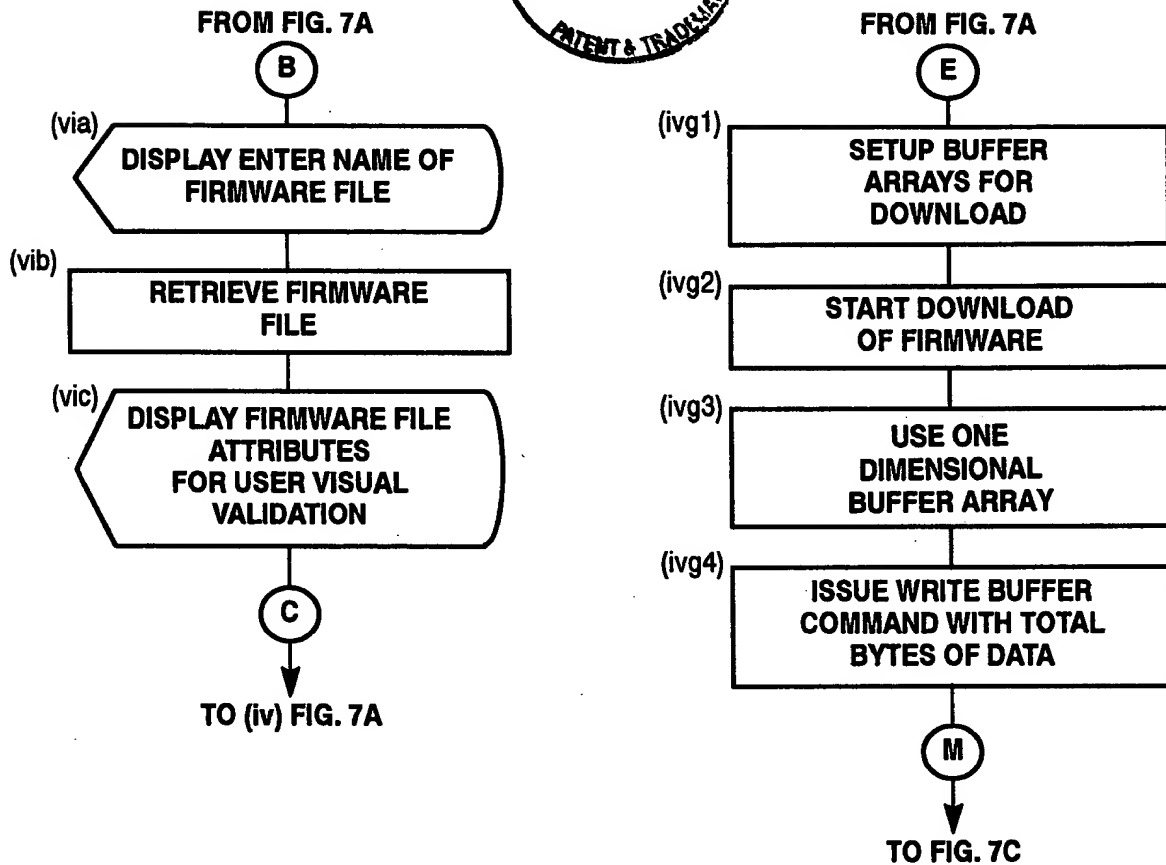 PATENT & TRADEMA
FROM FIG. 7A
B
(via)
DISPLAY ENTER NAME OF
FIRMWARE FILE
(vib)
RETRIEVE FIRMWARE
FILE
(vic)
DISPLAY FIRMWARE FILE
ATTRIBUTES
FOR USER VISUAL
VALIDATION
C
TO (iv) FIG. 7A
FROM FIG. 7A
E
(ivg1)
SETUP BUFFER
ARRAYS FOR
DOWNLOAD
(ivg2)
START DOWNLOAD
OF FIRMWARE
(ivg3)
USE ONE
DIMENSIONAL
BUFFER ARRAY
(ivg4)
ISSUE WRITE BUFFER
COMMAND WITH TOTAL
BYTES OF DATA
M
TO FIG. 7C